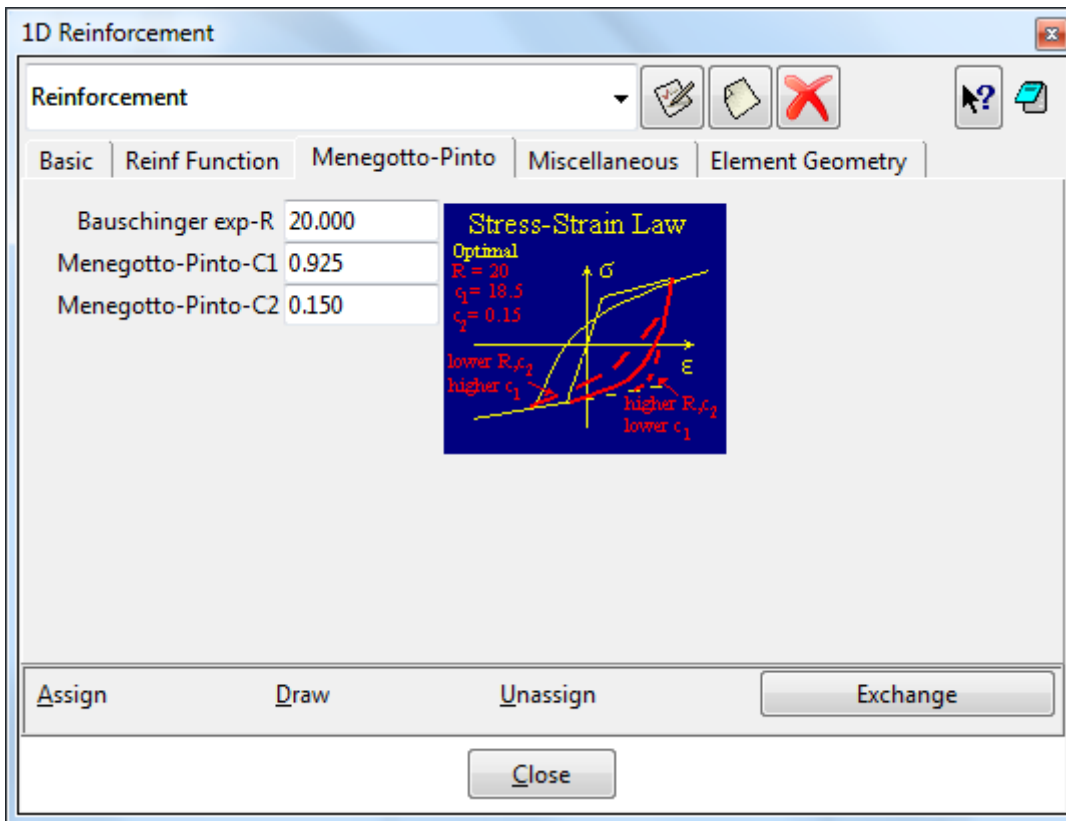 1D Reinforcement
Reinforcement
?
Basic Reinf Function Menegotto-Pinto Miscellaneous Element Geometry
Bauschinger exp-R 20.000
Menegotto-Pinto-C1 0.925
Menegotto-Pinto-C2 0.150
Stress-Strain Law
Optimal
R = 20
c1= 18.5
c2= 0.15
σ
ε
lower R,c2
higher c1
higher R,c2
lower c1
Assign Draw Unassign Exchange
Close